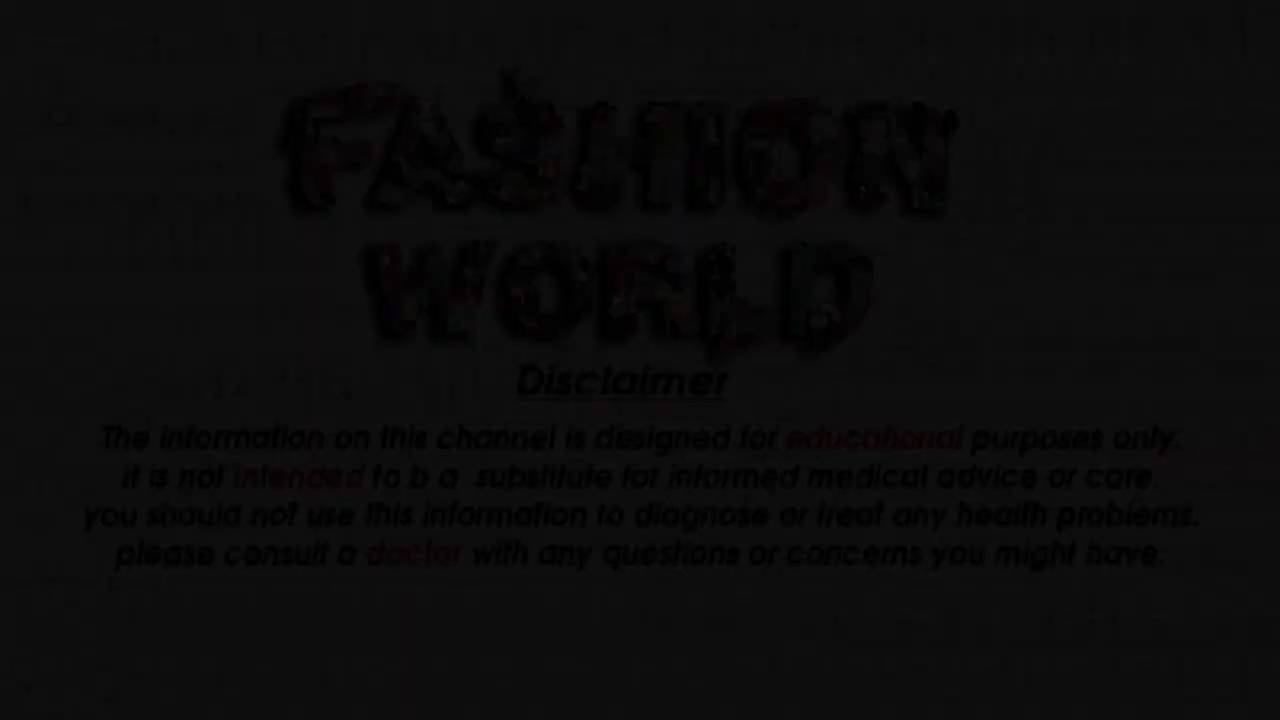 FASHION
WORLD
Disclaimer
The information on this channel is designed for educational purposes only.
it is not intended to b a substitute for informed medical advice or care.
you should not use this information to diagnose or treat any health problems.
please consult a doctor with any questions or concerns you might have.